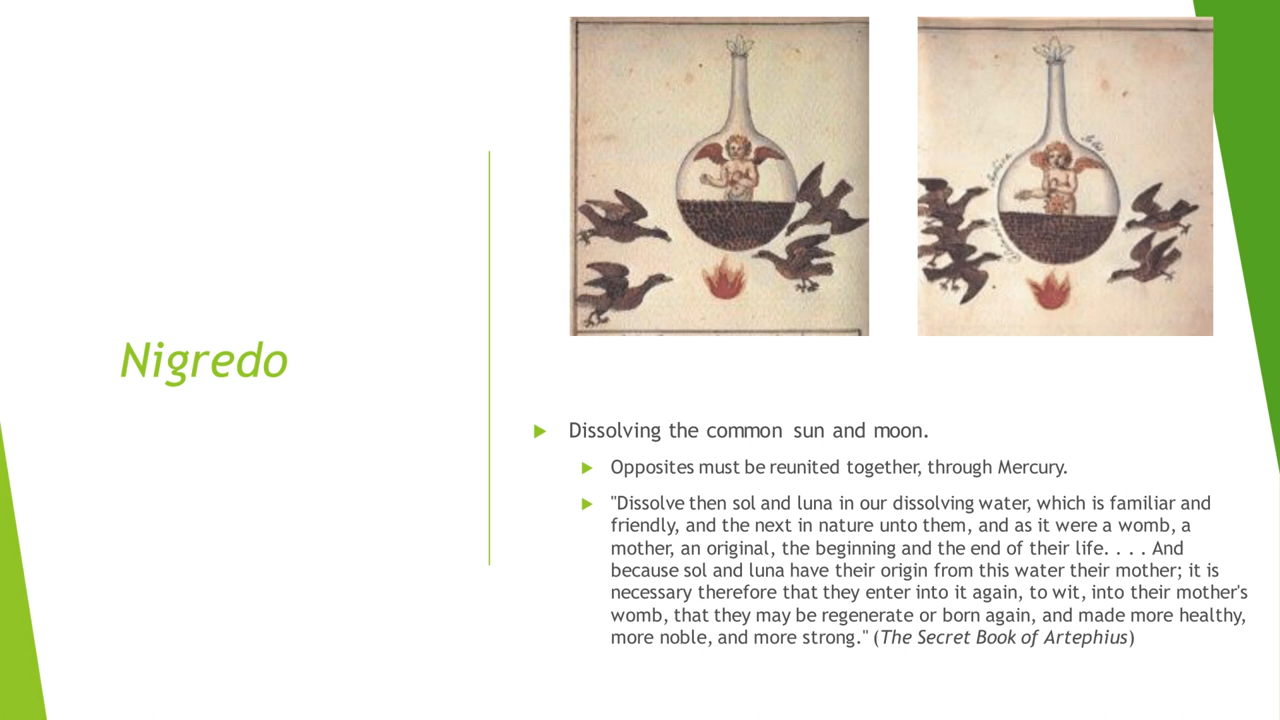 Nigredo
Dissolving the common sun and moon.
Opposites must be reunited together, through Mercury.
"Dissolve then sol and luna in our dissolving water, which is familiar and
friendly, and the next in nature unto them, and as it were a womb, a
mother, an original, the beginning and the end of their life. . . . And
because sol and luna have their origin from this water their mother; it is
necessary therefore that they enter into it again, to wit, into their mother's
womb, that they may be regenerate or born again, and made more healthy,
more noble, and more strong." (The Secret Book of Artephius)